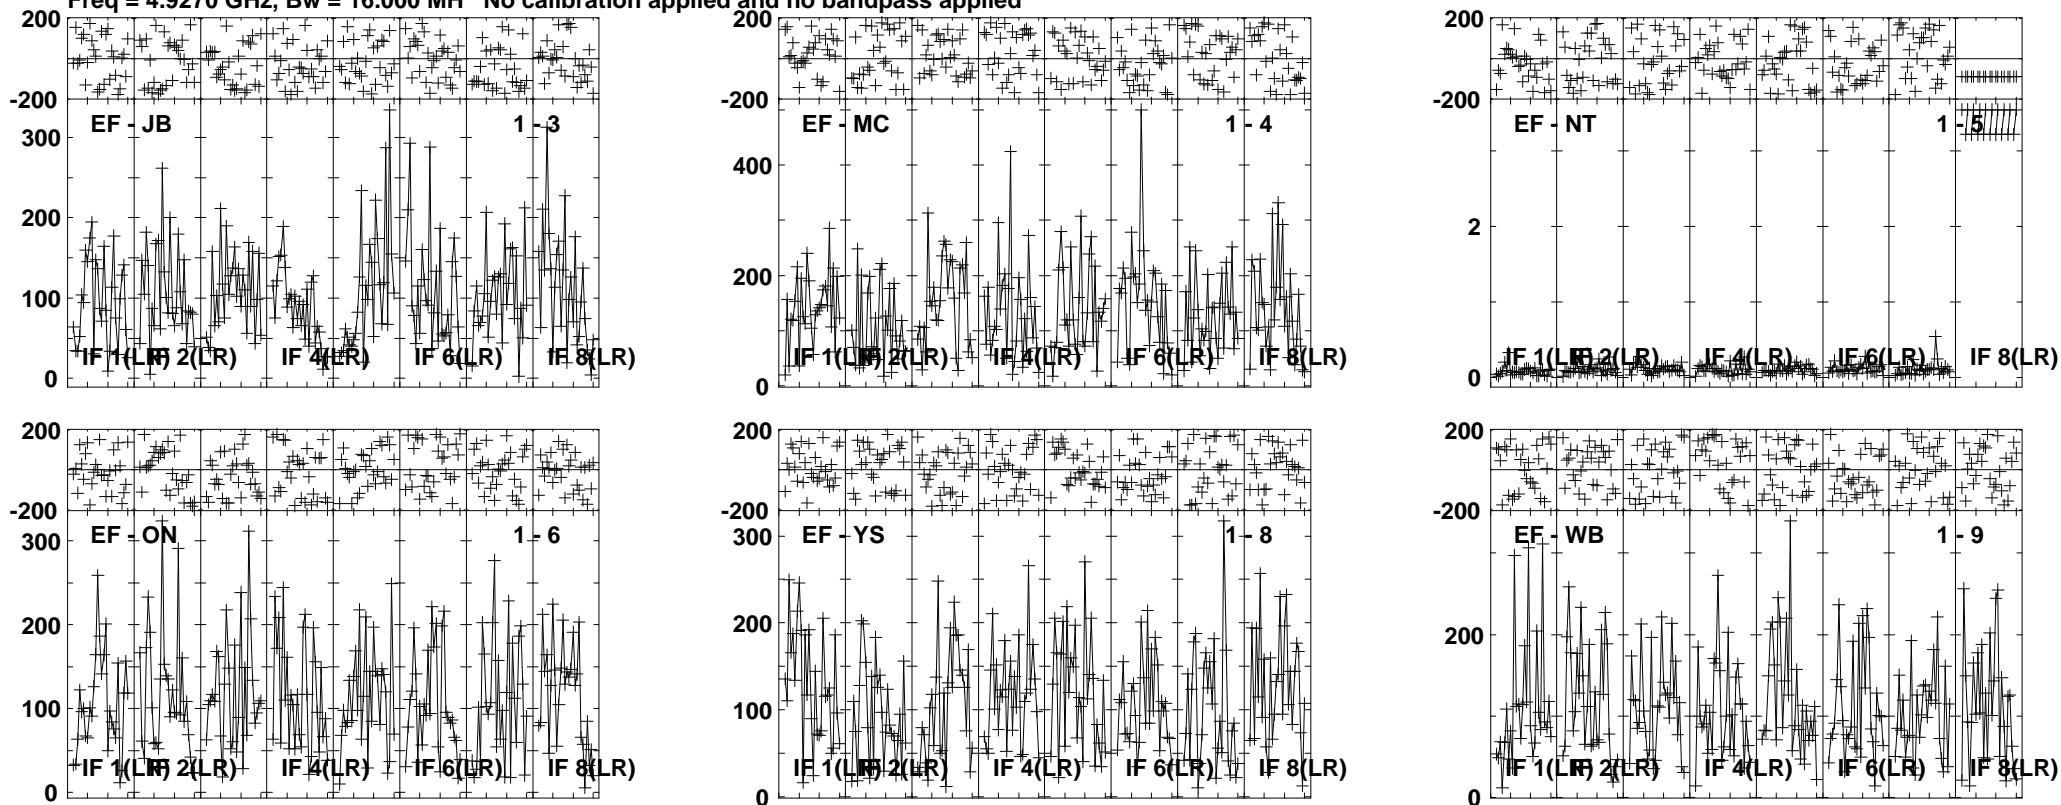 Freq = 4.9270 GHz, Bw = 16.000 MH No calibration applied and no bandpass applied
200
-200
EF - JB
1 - 3
300
200
100
0
IF 1(LR)
IF 2(LR)
IF 4(LR)
IF 6(LR)
IF 8(LR)
200
-200
EF - MC
1 - 4
400
200
0
IF 1(LR)
IF 2(LR)
IF 4(LR)
IF 6(LR)
IF 8(LR)
200
-200
EF - NT
1 - 5
2
0
IF 1(LR)
IF 2(LR)
IF 4(LR)
IF 6(LR)
IF 8(LR)
200
-200
EF - ON
1 - 6
300
200
100
0
IF 1(LR)
IF 2(LR)
IF 4(LR)
IF 6(LR)
IF 8(LR)
200
-200
EF - YS
1 - 8
300
200
100
0
IF 1(LR)
IF 2(LR)
IF 4(LR)
IF 6(LR)
IF 8(LR)
200
-200
EF - WB
1 - 9
200
0
IF 1(LR)
IF 2(LR)
IF 4(LR)
IF 6(LR)
IF 8(LR)